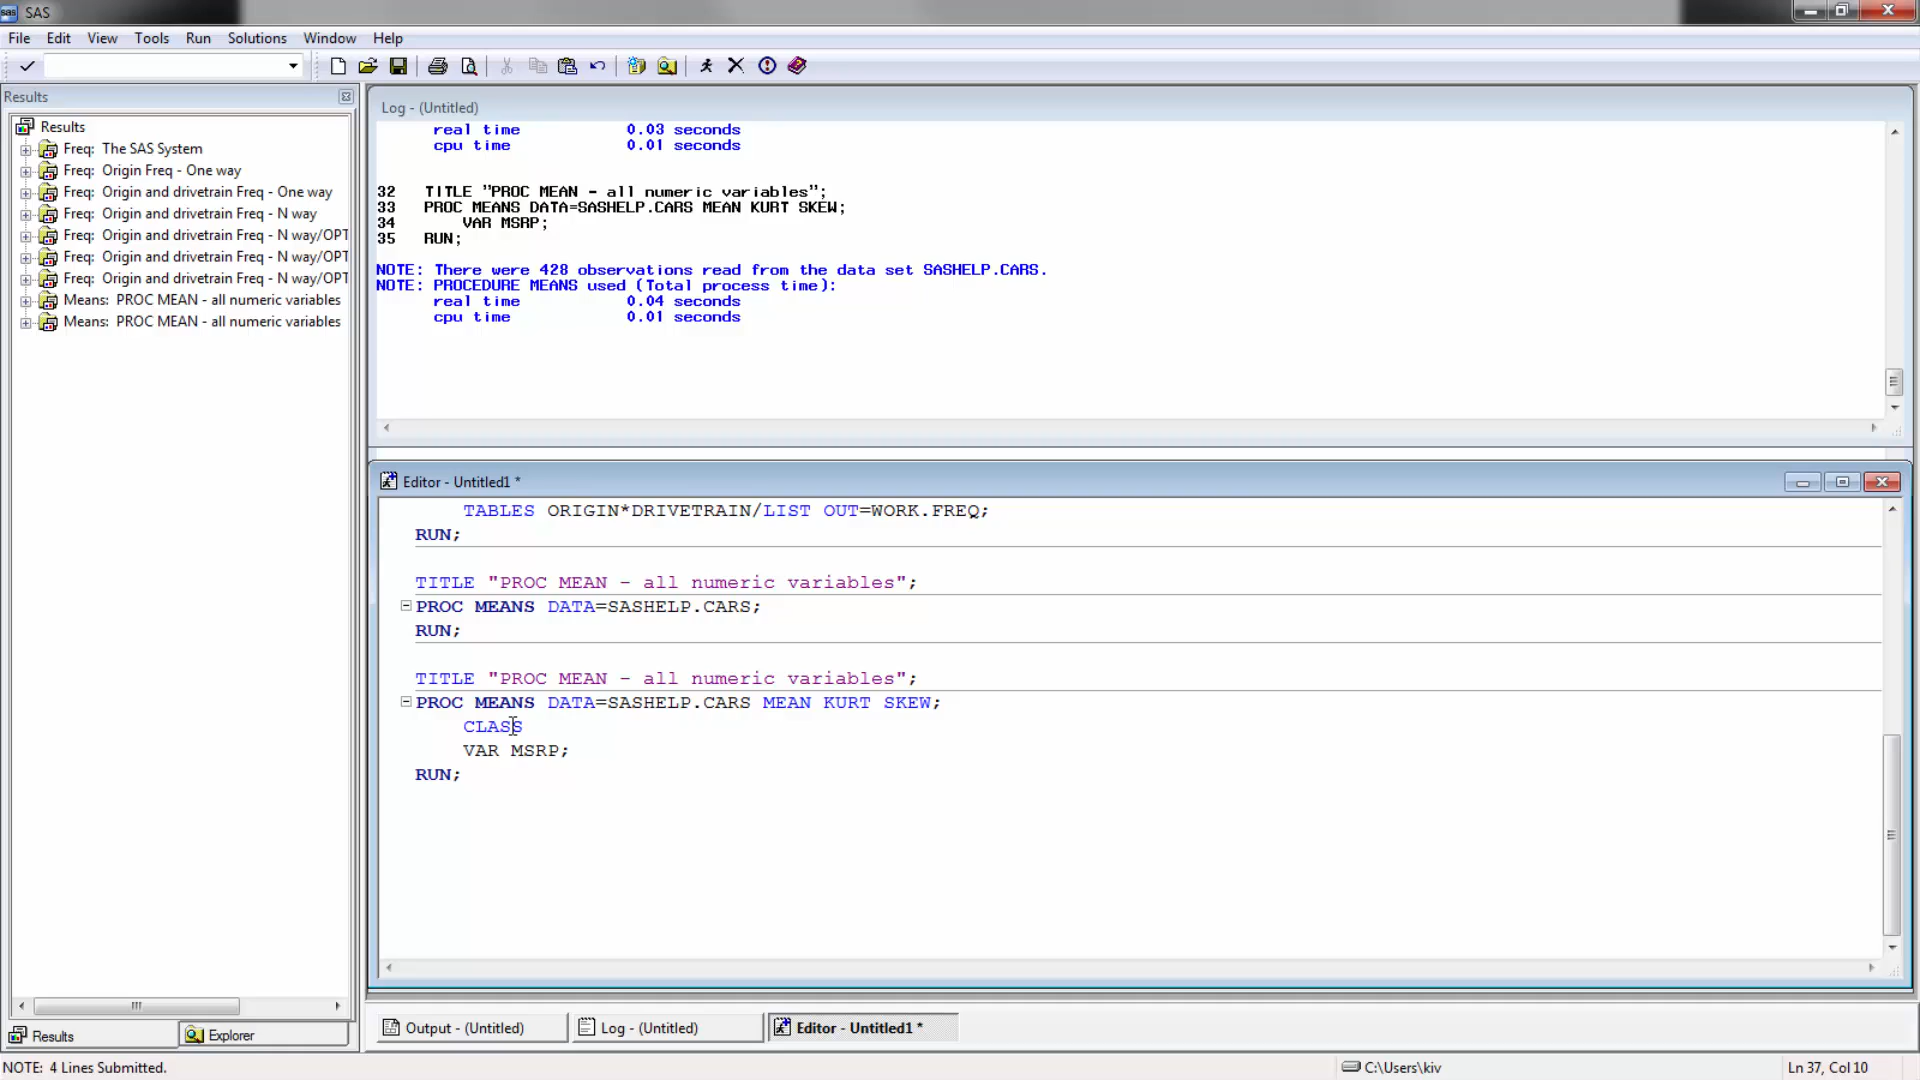 SAS
File Edit View Tools Run Solutions Window Help
Results
Results
Freq: The SAS System
Freq: Origin Freq - One way
Freq: Origin and drivetrain Freq - One way
Freq: Origin and drivetrain Freq - N way
Freq: Origin and drivetrain Freq - N way/OPT
Freq: Origin and drivetrain Freq - N way/OPT
Freq: Origin and drivetrain Freq - N way/OPT
Means: PROC MEAN - all numeric variables
Means: PROC MEAN - all numeric variables
Results
Explorer
Log - (Untitled)
real time 0.03 seconds
cpu time 0.01 seconds
32 TITLE "PROC MEAN - all numeric variables";
33 PROC MEANS DATA=SASHELP.CARS MEAN KURT SKEW;
34 VAR MSRP;
35 RUN;
NOTE: There were 428 observations read from the data set SASHELP.CARS.
NOTE: PROCEDURE MEANS used (Total process time):
real time 0.04 seconds
cpu time 0.01 seconds
Editor - Untitled1 *
TABLES ORIGIN*DRIVETRAIN/LIST OUT=WORK.FREQ;
RUN;
TITLE "PROC MEAN - all numeric variables";
PROC MEANS DATA=SASHELP.CARS;
RUN;
TITLE "PROC MEAN - all numeric variables";
PROC MEANS DATA=SASHELP.CARS MEAN KURT SKEW;
CLASS
VAR MSRP;
RUN;
Output - (Untitled)
Log - (Untitled)
Editor - Untitled1 *
NOTE: 4 Lines Submitted.
C:\Users\kiv
Ln 37, Col 10